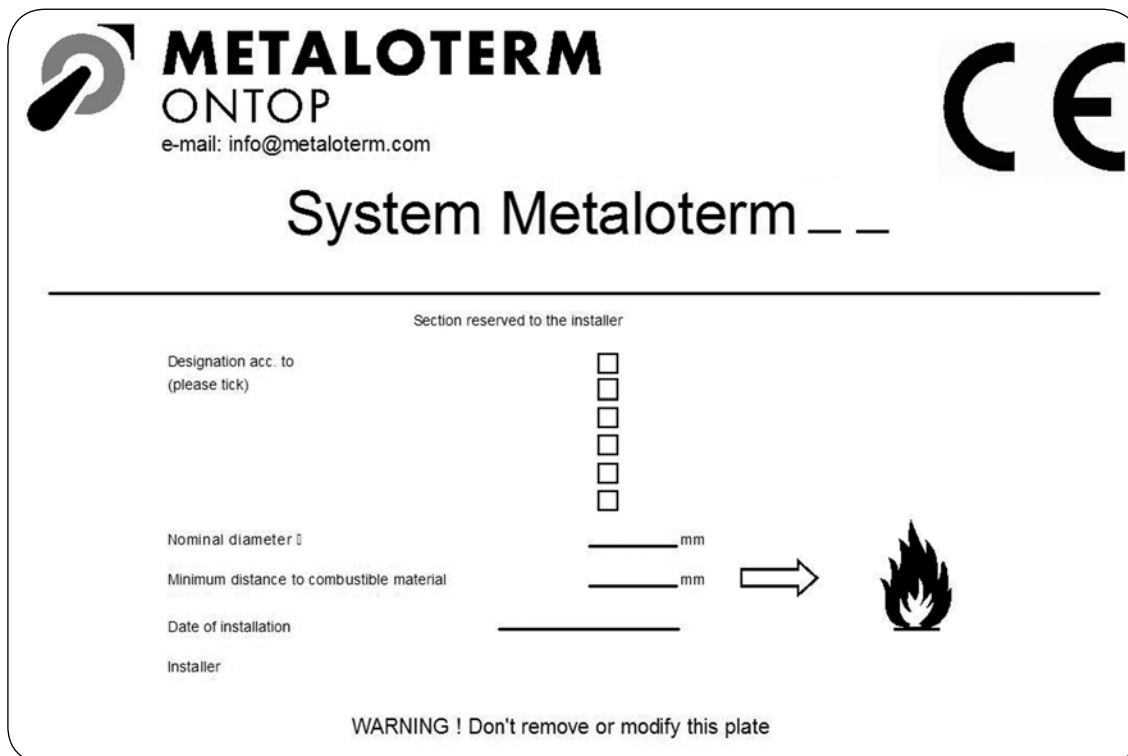 METALOTERM
ONTOP
e-mail: info@metaloterm.com
CE
System Metaloterm _ _
Section reserved to the installer
Designation acc. to
(please tick)
Nominal diameter ▯ ______ mm
Minimum distance to combustible material ______ mm
Date of installation
Installer
WARNING ! Don't remove or modify this plate